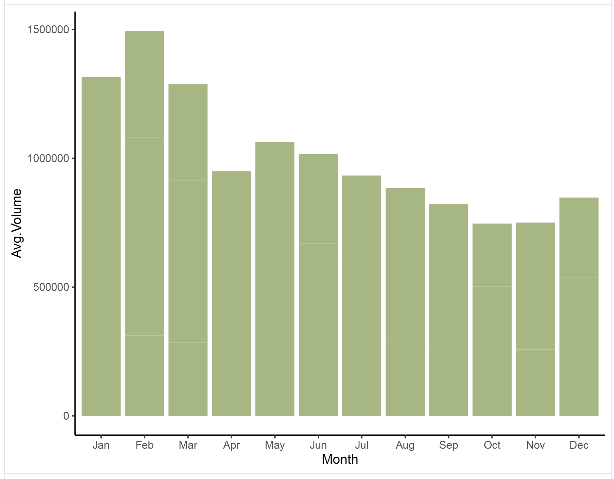 1500000
1000000
500000
0
Avg.Volume
Jan Feb Mar Apr May Jun Jul Aug Sep Oct Nov Dec
Month